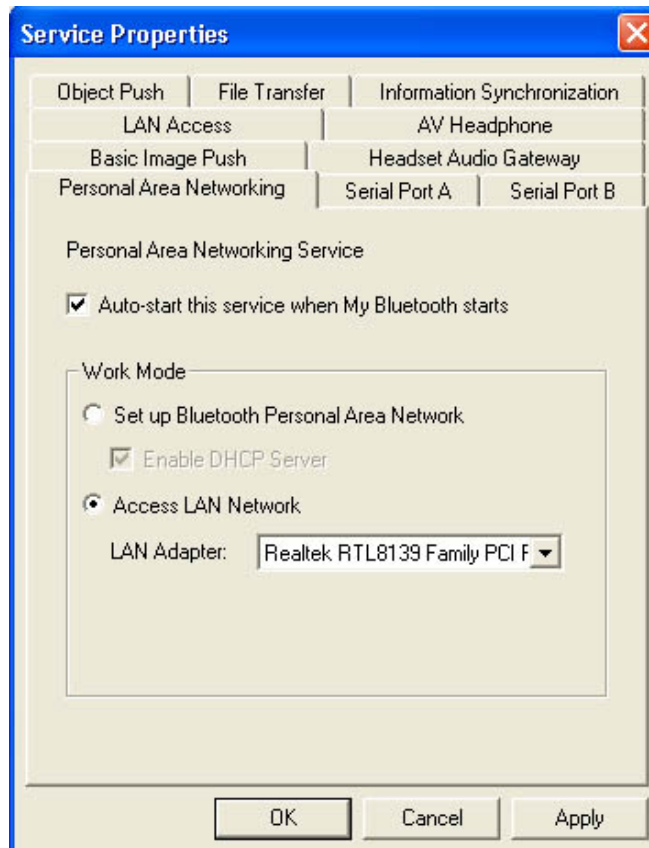 Service Properties
Object Push File Transfer Information Synchronization
LAN Access AV Headphone
Basic Image Push Headset Audio Gateway
Personal Area Networking Serial Port A Serial Port B
Personal Area Networking Service
Auto-start this service when My Bluetooth starts
Work Mode
Set up Bluetooth Personal Area Network
Enable DHCP Server
Access LAN Network
LAN Adapter: Realtek RTL8139 Family PCI F
OK Cancel Apply